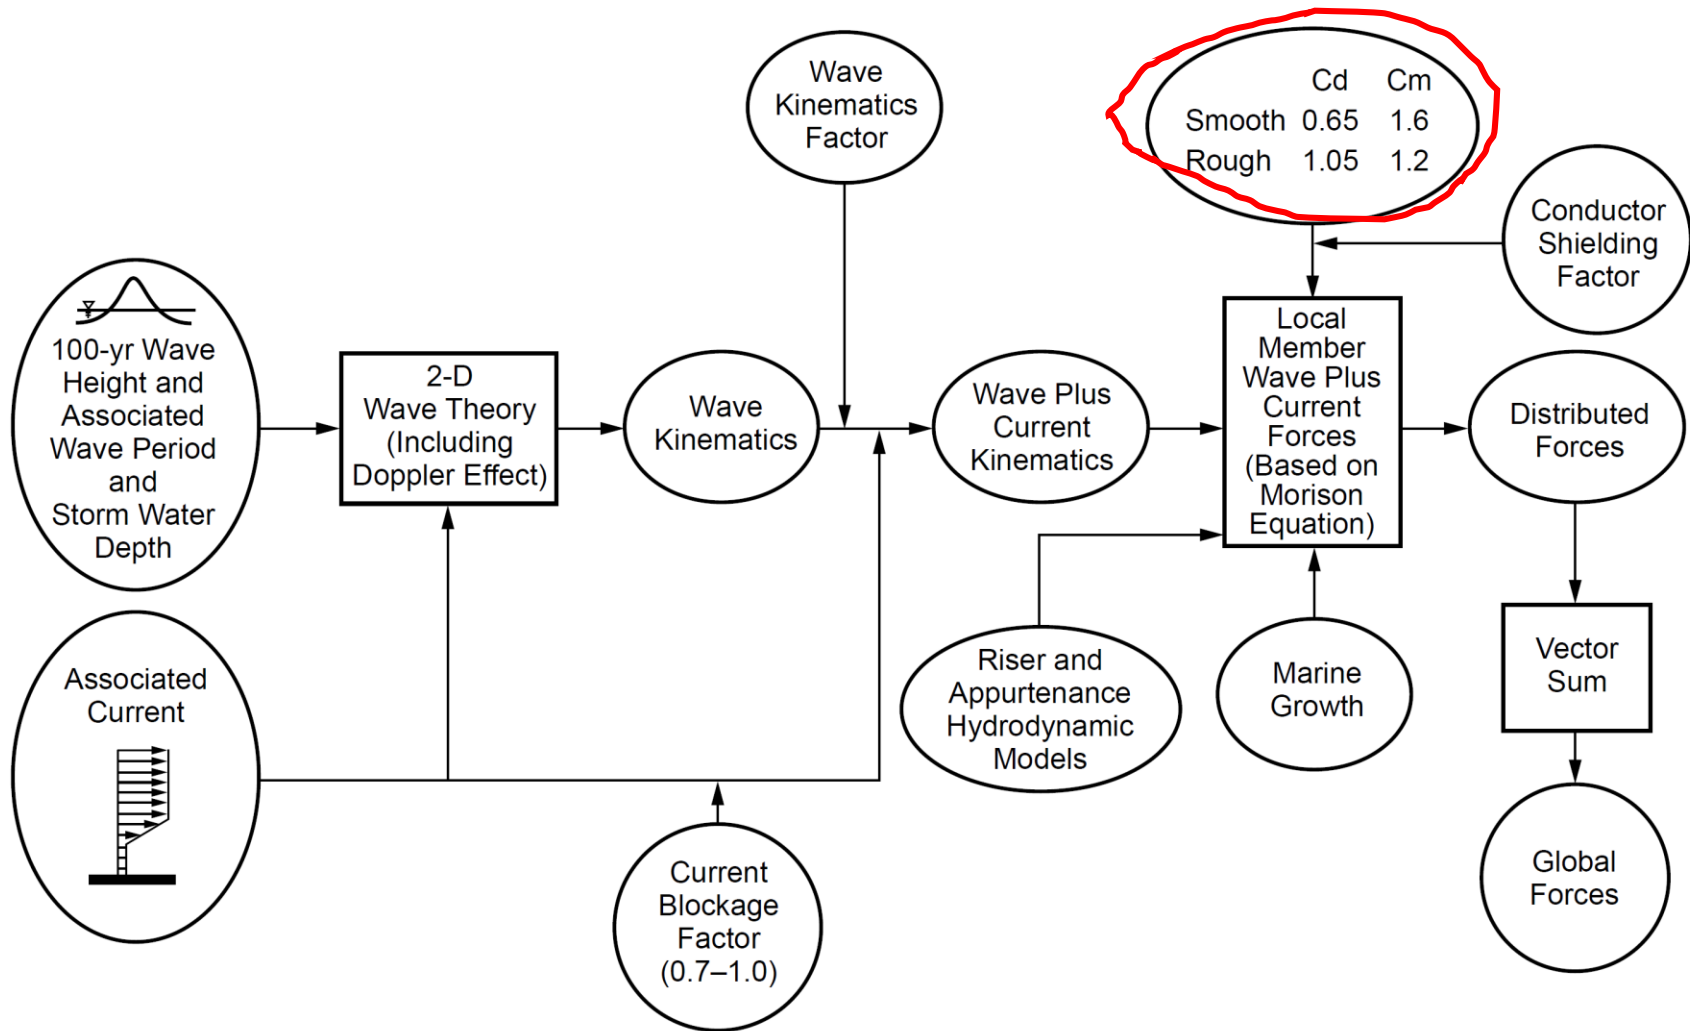 Wave
Kinematics
Factor
Cd Cm
Smooth 0.65 1.6
Rough 1.05 1.2
Conductor
Shielding
Factor
100-yr Wave
Height and
Associated
Wave Period
and
Storm Water
Depth
2-D
Wave Theory
(Including
Doppler Effect)
Wave
Kinematics
Wave Plus
Current
Kinematics
Local
Member
Wave Plus
Current
Forces
(Based on
Morison
Equation)
Distributed
Forces
Associated
Current
Riser and
Appurtenance
Hydrodynamic
Models
Marine
Growth
Vector
Sum
Current
Blockage
Factor
(0.7–1.0)
Global
Forces